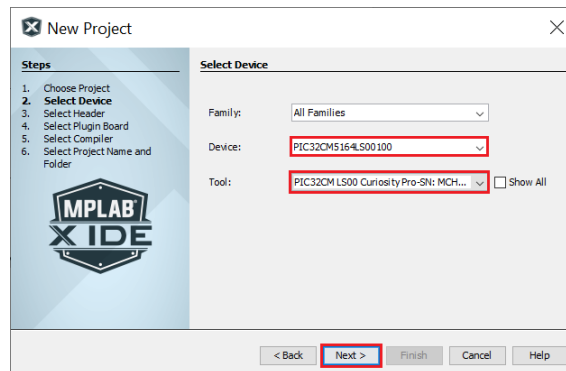 New Project
Steps
1. Choose Project
2. Select Device
3. Select Header
4. Select Plugin Board
5. Select Compiler
6. Select Project Name and
Folder
MPLAB
X IDE
Select Device
Family: All Families
Device: PIC32CM5164LS00100
Tool: PIC32CM LS00 Curiosity Pro-SN: MCH... Show All
< Back Next > Finish Cancel Help